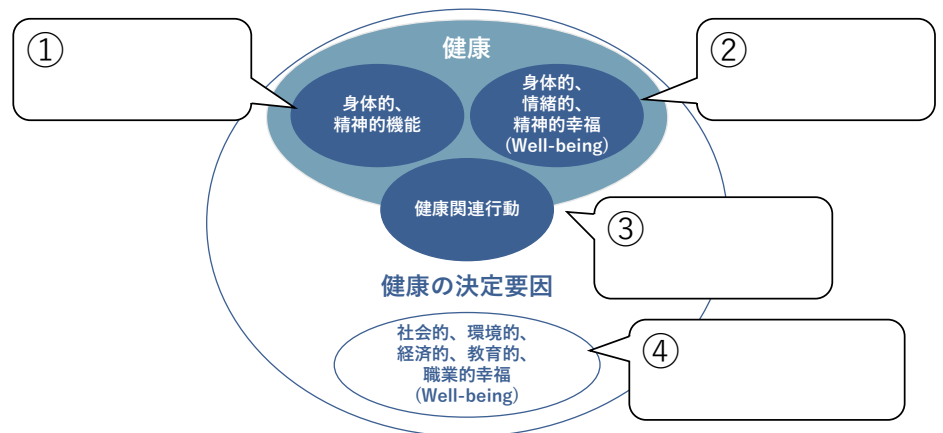 ①
健康
②
身体的、
精神的機能
身体的、
情緒的、
精神的幸福
(Well-being)
健康関連行動
③
健康の決定要因
社会的、環境的、
経済的、教育的、
職業的幸福
(Well-being)
④